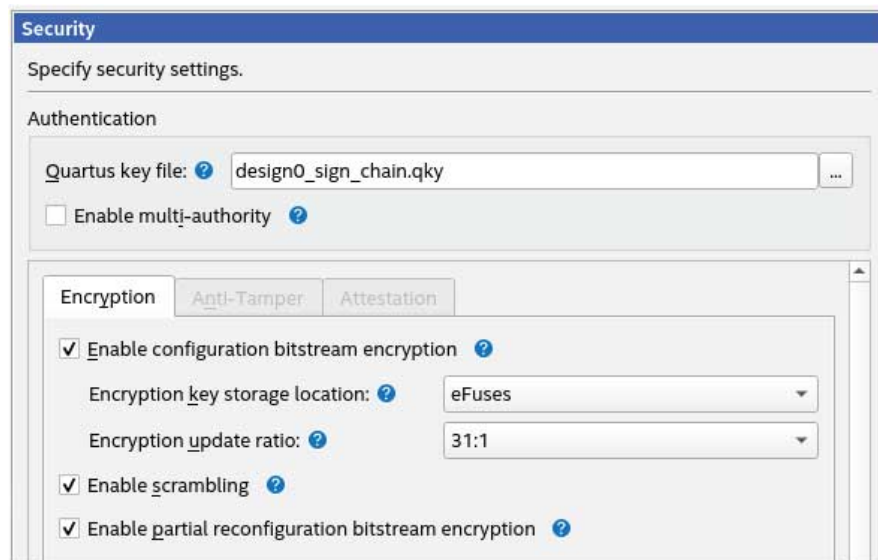 Security
Specify security settings.
Authentication
Quartus key file: ? design0_sign_chain.qky ...
Enable multi-authority ?
Encryption Anti-Tamper Attestation
Enable configuration bitstream encryption ?
Encryption key storage location: ? eFuses
Encryption update ratio: ? 31:1
Enable scrambling ?
Enable partial reconfiguration bitstream encryption ?